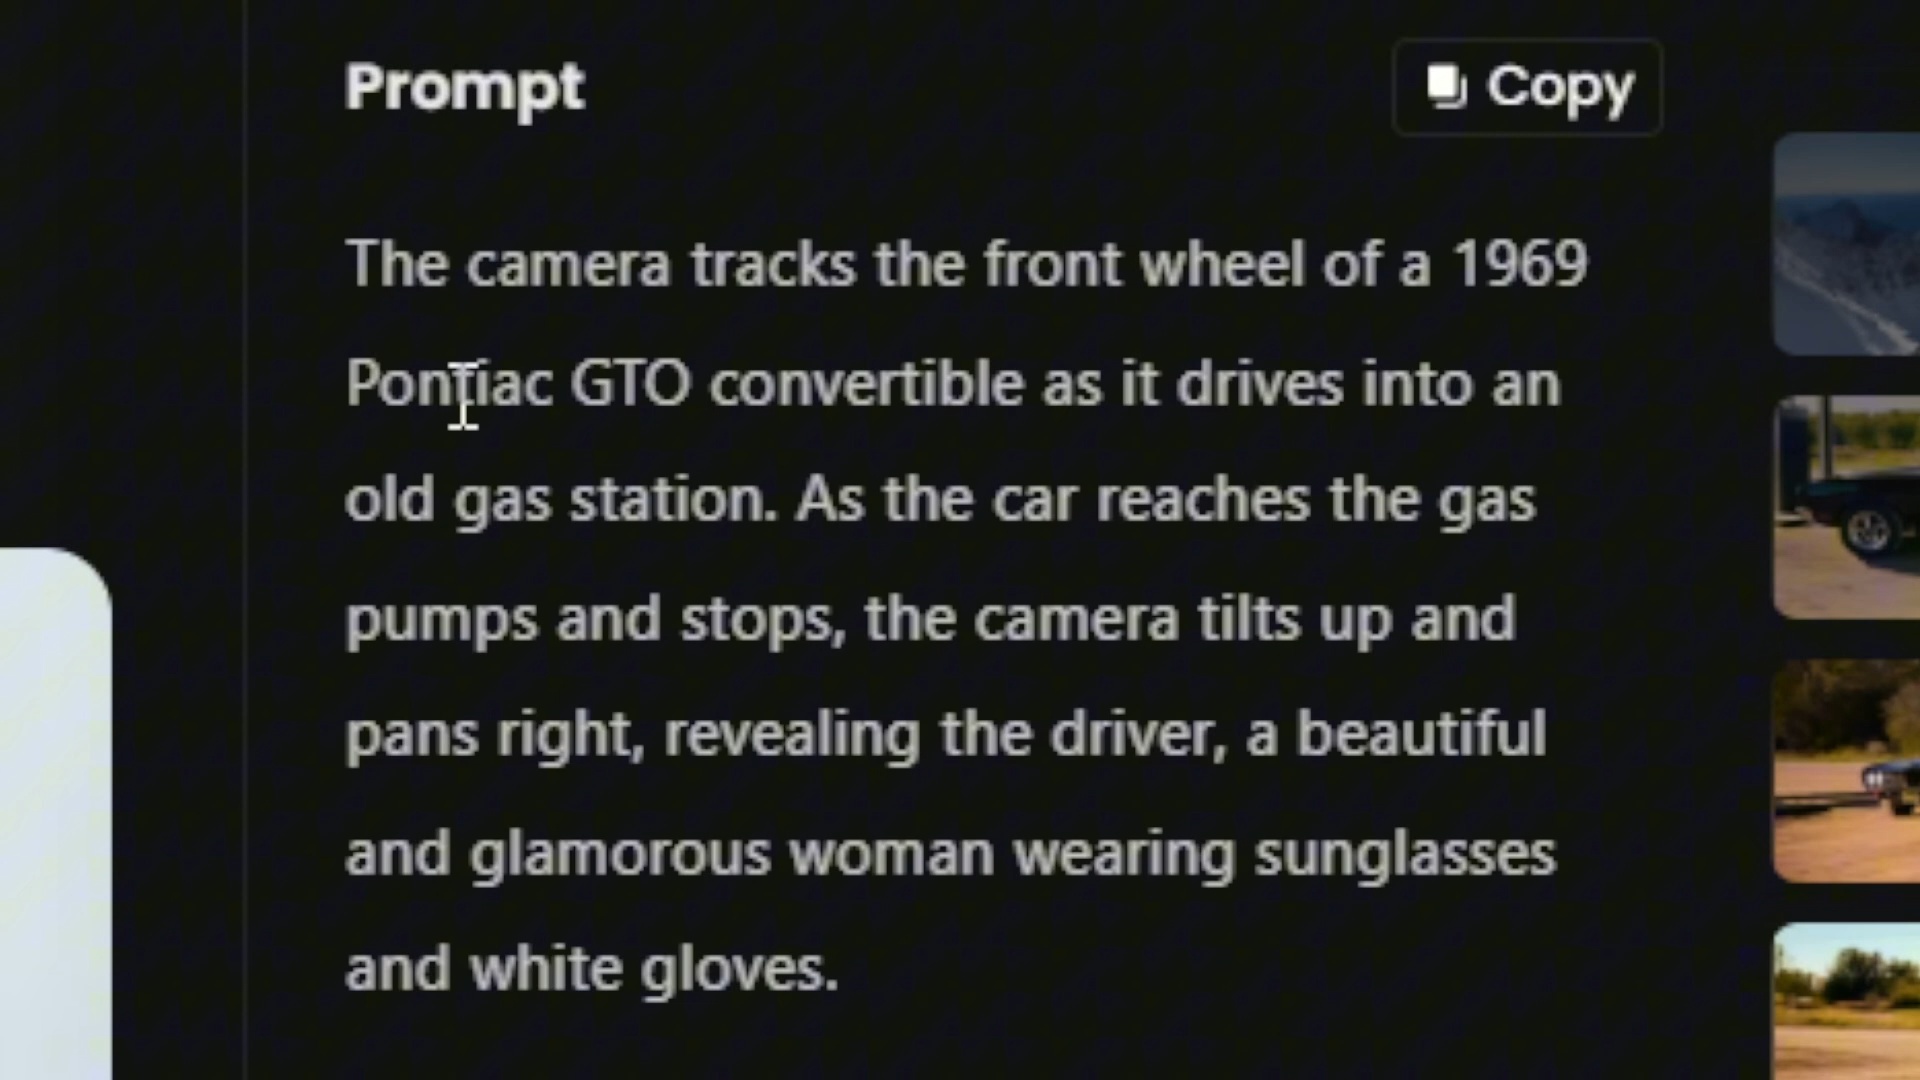 Prompt
Copy
The camera tracks the front wheel of a 1969
Pontiac GTO convertible as it drives into an
old gas station. As the car reaches the gas
pumps and stops, the camera tilts up and
pans right, revealing the driver, a beautiful
and glamorous woman wearing sunglasses
and white gloves.